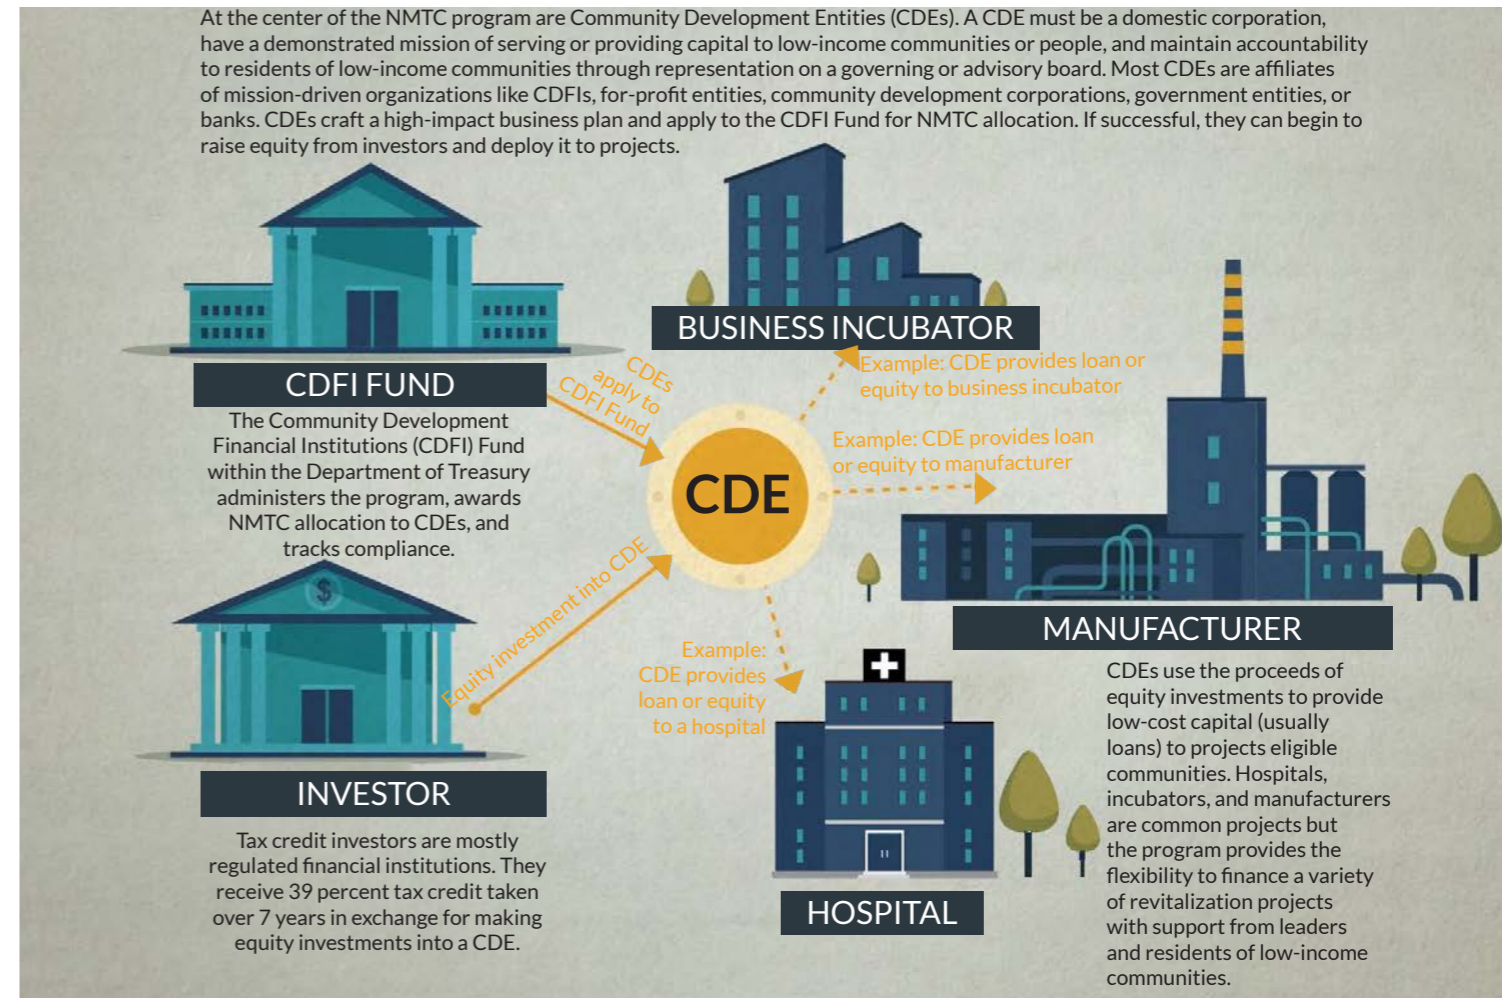 At the center of the NMTC program are Community Development Entities (CDEs). A CDE must be a domestic corporation,
have a demonstrated mission of serving or providing capital to low-income communities or people, and maintain accountability
to residents of low-income communities through representation on a governing or advisory board. Most CDEs are affiliates
of mission-driven organizations like CDFIs, for-profit entities, community development corporations, government entities, or
banks. CDEs craft a high-impact business plan and apply to the CDFI Fund for NMTC allocation. If successful, they can begin to
raise equity from investors and deploy it to projects.
BUSINESS INCUBATOR
CDFI FUND
The Community Development
Financial Institutions (CDFI) Fund
within the Department of Treasury
administers the program, awards
NMTC allocation to CDEs, and
tracks compliance.
CDEs
apply to
CDFI Fund
Example: CDE provides loan or
equity to business incubator
Example: CDE provides loan
or equity to manufacturer
CDE
Equity investment into CDE
$
INVESTOR
Tax credit investors are mostly
regulated financial institutions. They
receive 39 percent tax credit taken
over 7 years in exchange for making
equity investments into a CDE.
Example:
CDE provides
loan or equity
to a hospital
HOSPITAL
MANUFACTURER
CDEs use the proceeds of
equity investments to provide
low-cost capital (usually
loans) to projects eligible
communities. Hospitals,
incubators, and manufacturers
are common projects but
the program provides the
flexibility to finance a variety
of revitalization projects
with support from leaders
and residents of low-income
communities.